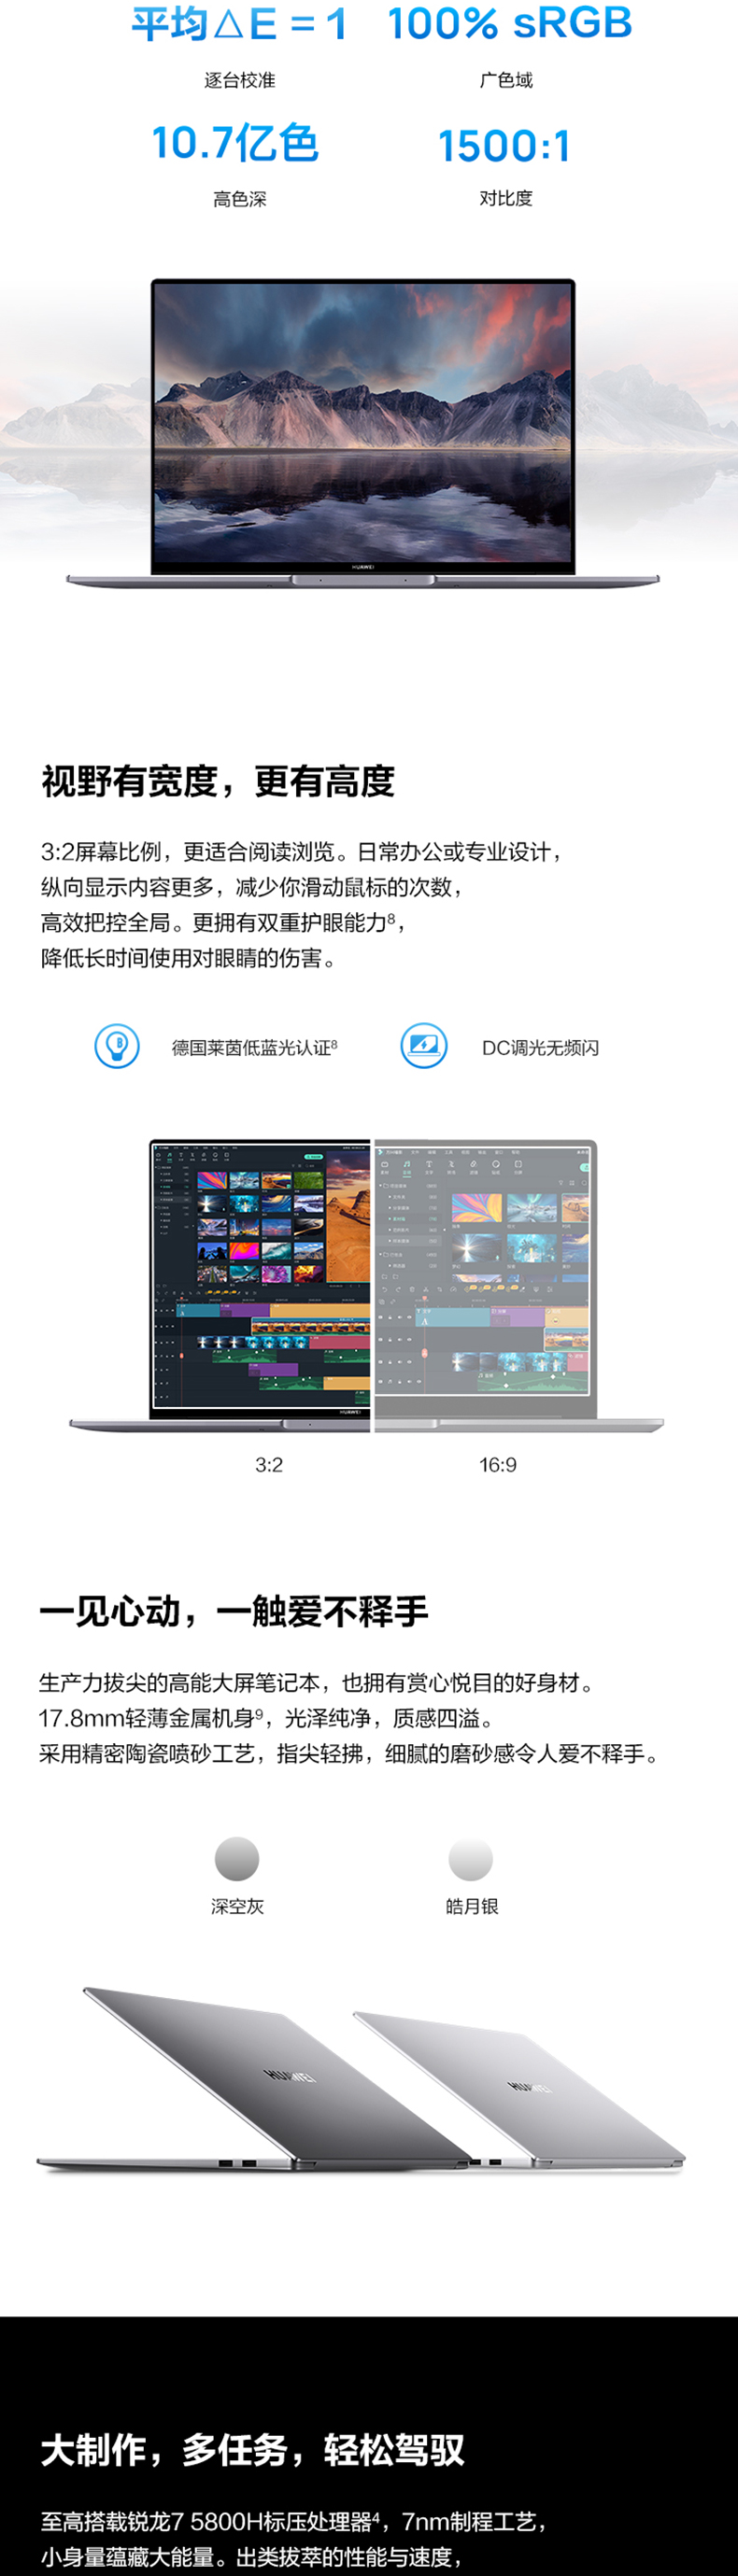 平均△E = 1
100% sRGB
逐台校准
广色域
10.7亿色
1500:1
高色深
对比度
HUAWEI
视野有宽度，更有高度
3:2屏幕比例，更适合阅读浏览。日常办公或专业设计，
纵向显示内容更多，减少你滑动鼠标的次数，
高效把控全局。更拥有双重护眼能力⁸，
降低长时间使用对眼睛的伤害。
德国莱茵低蓝光认证⁸
DC调光无频闪
HUAWEI
3:2
16:9
一见心动，一触爱不释手
生产力拔尖的高能大屏笔记本，也拥有赏心悦目的好身材。
17.8mm轻薄金属机身⁹，光泽纯净，质感四溢。
采用精密陶瓷喷砂工艺，指尖轻拂，细腻的磨砂感令人爱不释手。
深空灰
皓月银
HUAWEI
HUAWEI
大制作，多任务，轻松驾驭
至高搭载锐龙7 5800H标压处理器⁴，7nm制程工艺，
小身量蕴藏大能量。出类拔萃的性能与速度，